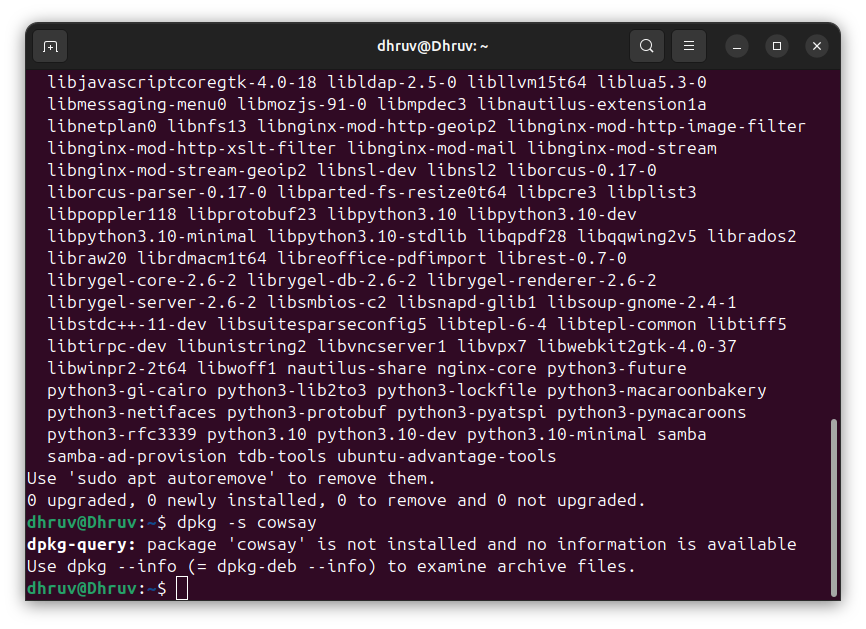 dhruv@Dhruv: ~
libjavascriptcoregtk-4.0-18 libldap-2.5-0 libllvm15t64 liblua5.3-0
libmessaging-menu0 libmozjs-91-0 libmpdec3 libnautilus-extension1a
libnetplan0 libnfs13 libnginx-mod-http-geoip2 libnginx-mod-http-image-filter
libnginx-mod-http-xslt-filter libnginx-mod-mail libnginx-mod-stream
libnginx-mod-stream-geoip2 libnsl-dev libnsl2 liborcus-0.17-0
liborcus-parser-0.17-0 libparted-fs-resize0t64 libpcre3 libplist3
libpoppler118 libprotobuf23 libpython3.10 libpython3.10-dev
libpython3.10-minimal libpython3.10-stdlib libqpdf28 libqqwing2v5 librados2
libraw20 librdmacm1t64 libreoffice-pdfimport librest-0.7-0
librygel-core-2.6-2 librygel-db-2.6-2 librygel-renderer-2.6-2
librygel-server-2.6-2 libsmbios-c2 libsnapd-glib1 libsoup-gnome-2.4-1
libstdc++-11-dev libsuitesparseconfig5 libtepl-6-4 libtepl-common libtiff5
libtirpc-dev libunistring2 libvncserver1 libvpx7 libwebkit2gtk-4.0-37
libwinpr2-2t64 libwoff1 nautilus-share nginx-core python3-future
python3-gi-cairo python3-lib2to3 python3-lockfile python3-macaroonbakery
python3-netifaces python3-protobuf python3-pyatspi python3-pymacaroons
python3-rfc3339 python3.10 python3.10-dev python3.10-minimal samba
samba-ad-provision tdb-tools ubuntu-advantage-tools
Use 'sudo apt autoremove' to remove them.
0 upgraded, 0 newly installed, 0 to remove and 0 not upgraded.
dhruv@Dhruv:~$ dpkg -s cowsay
dpkg-query: package 'cowsay' is not installed and no information is available
Use dpkg --info (= dpkg-deb --info) to examine archive files.
dhruv@Dhruv:~$